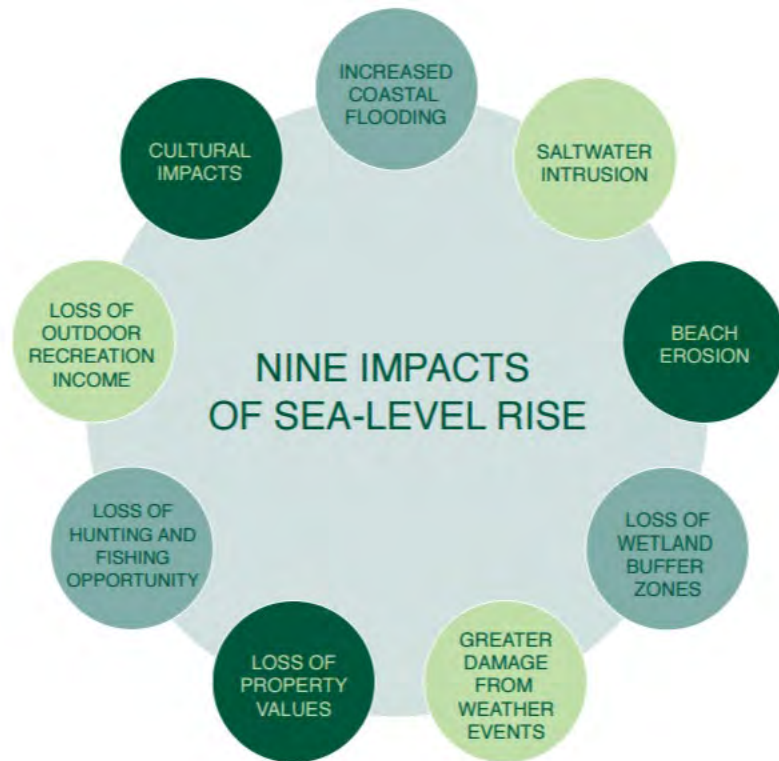 INCREASED
COASTAL
FLOODING
SALTWATER
INTRUSION
BEACH
EROSION
LOSS OF
WETLAND
BUFFER
ZONES
GREATER
DAMAGE
FROM
WEATHER
EVENTS
LOSS OF
PROPERTY
VALUES
LOSS OF
HUNTING AND
FISHING
OPPORTUNITY
LOSS OF
OUTDOOR
RECREATION
INCOME
CULTURAL
IMPACTS
NINE IMPACTS
OF SEA-LEVEL RISE